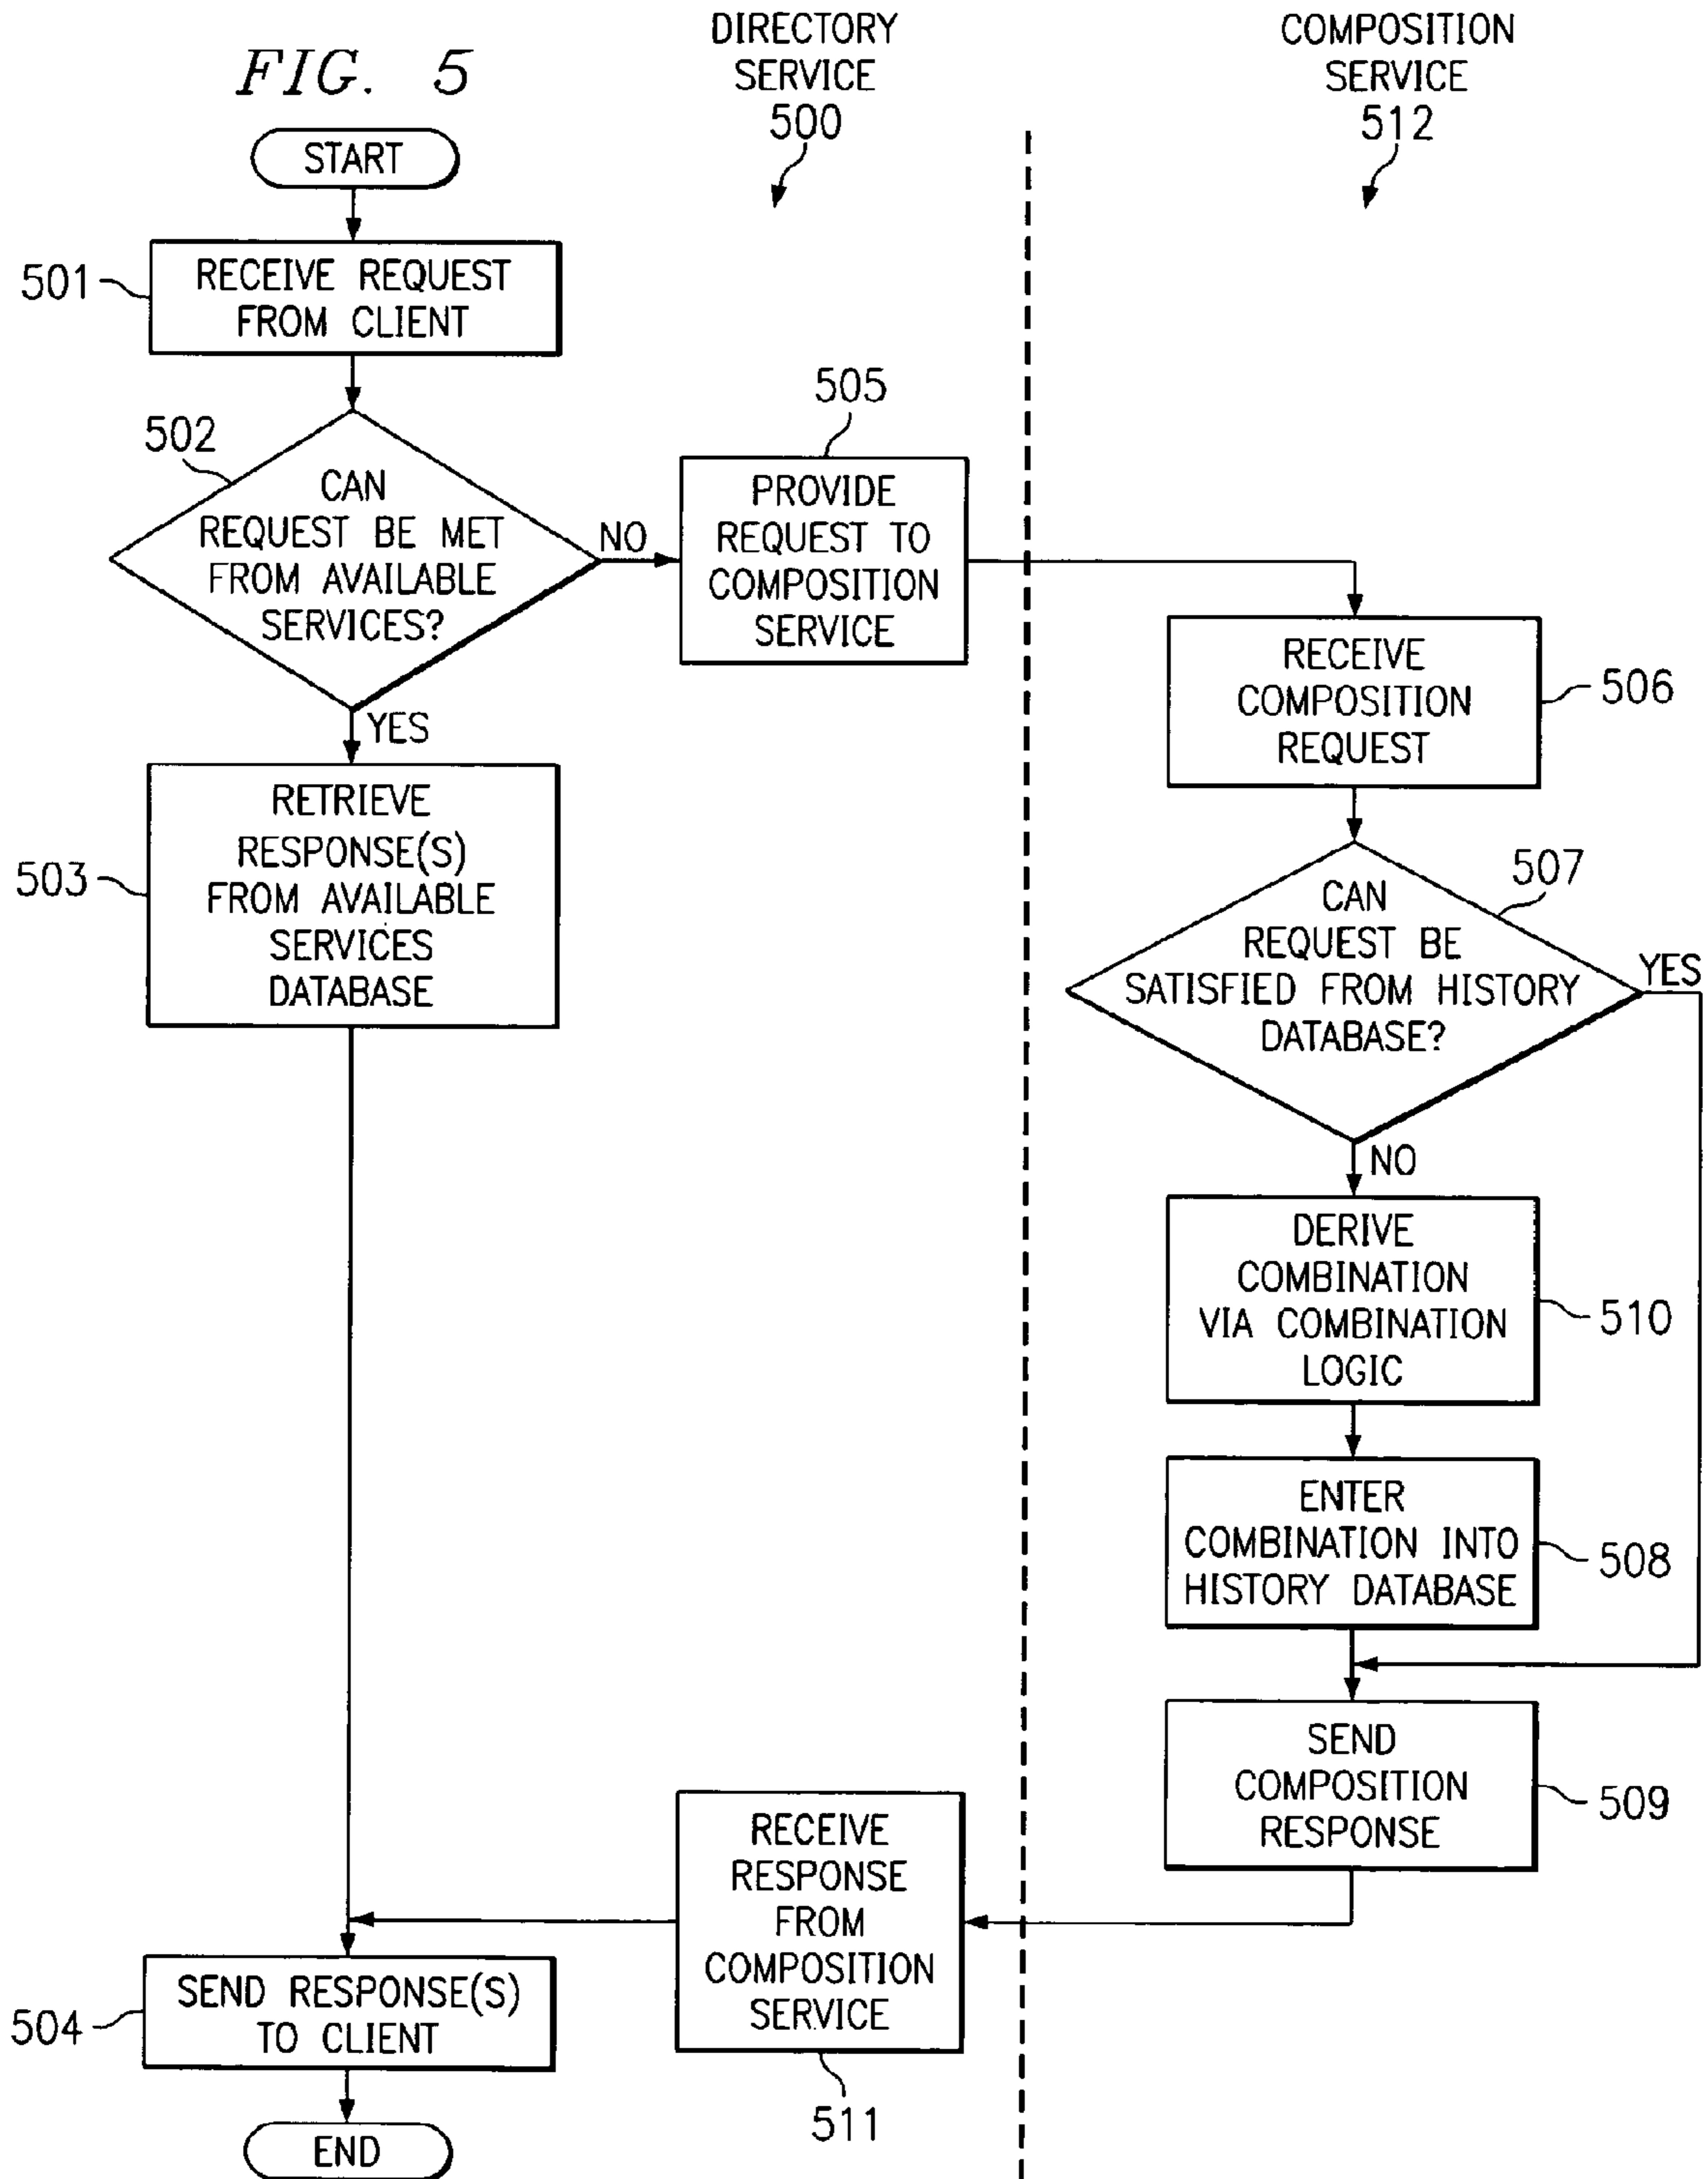 FIG. 5
DIRECTORY
SERVICE
500
COMPOSITION
SERVICE
512
START
501
RECEIVE REQUEST
FROM CLIENT
502
CAN
REQUEST BE MET
FROM AVAILABLE
SERVICES?
NO
YES
505
PROVIDE
REQUEST TO
COMPOSITION
SERVICE
RECEIVE
COMPOSITION
REQUEST
506
503
RETRIEVE
RESPONSE(S)
FROM AVAILABLE
SERVICES
DATABASE
507
CAN
REQUEST BE
SATISFIED FROM HISTORY
DATABASE?
YES
NO
DERIVE
COMBINATION
VIA COMBINATION
LOGIC
510
ENTER
COMBINATION INTO
HISTORY DATABASE
508
SEND
COMPOSITION
RESPONSE
509
RECEIVE
RESPONSE
FROM
COMPOSITION
SERVICE
511
504
SEND RESPONSE(S)
TO CLIENT
END